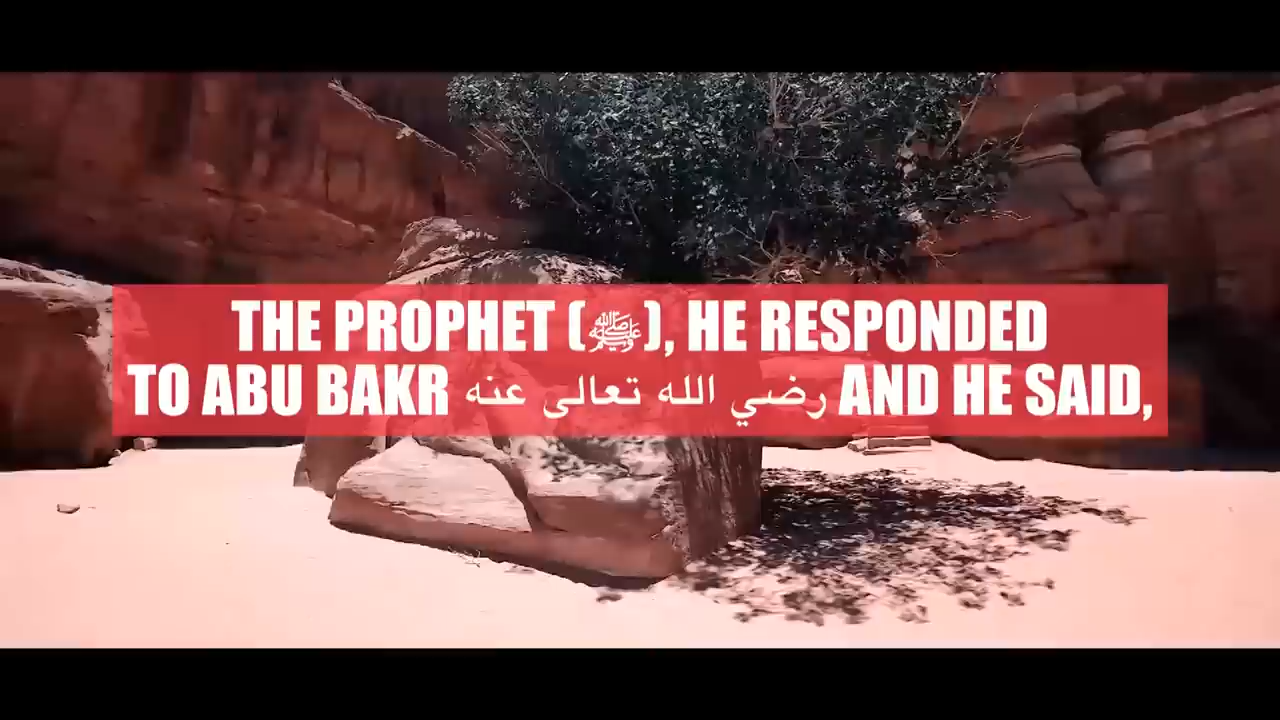 THE PROPHET (ﷺ), HE RESPONDED
TO ABU BAKR رضي الله تعالى عنه AND HE SAID,